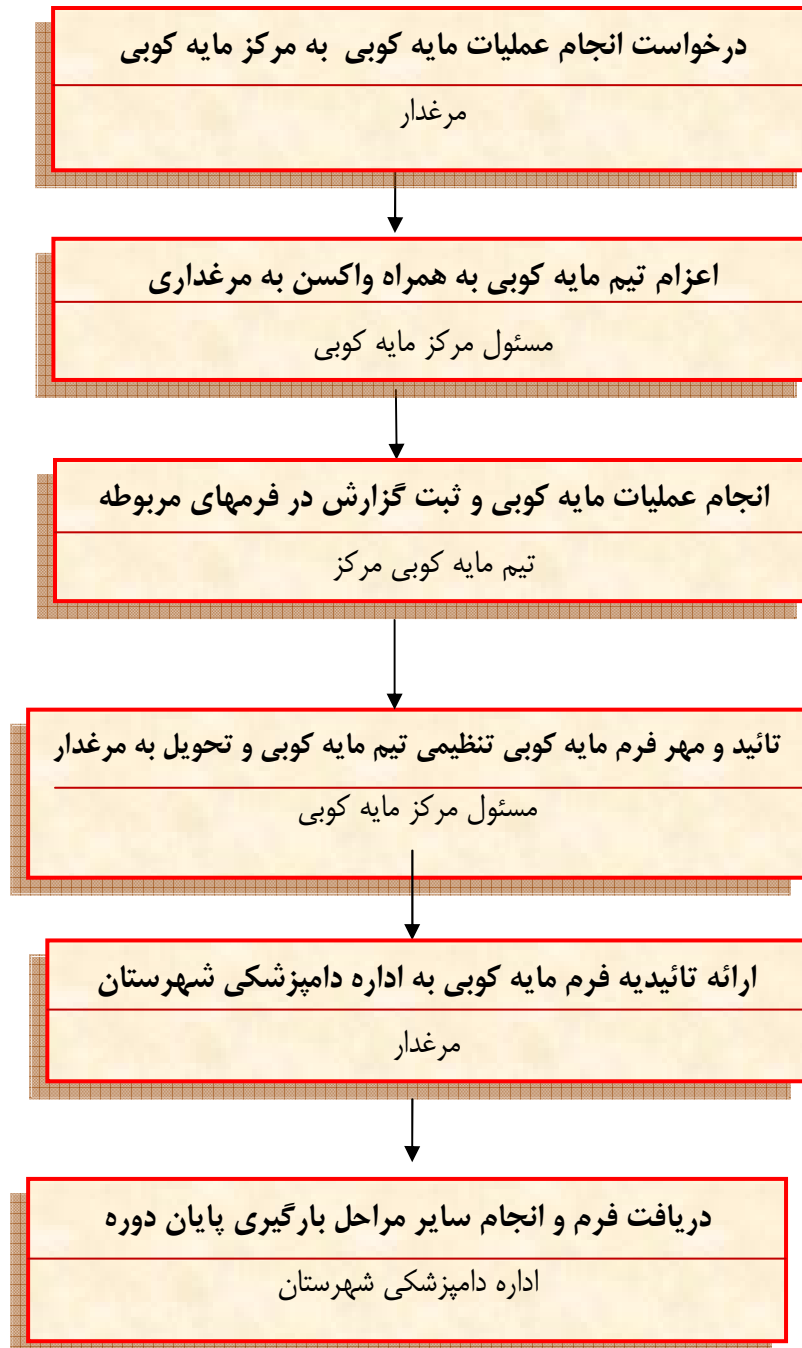 درخواست انجام عملیات مایه کوبی به مرکز مایه کوبی
مرغدار
اعزام تیم مایه کوبی به همراه واکسن به مرغداری
مسئول مرکز مایه کوبی
انجام عملیات مایه کوبی و ثبت گزارش در فرمهای مربوطه
تیم مایه کوبی مرکز
تائید و مهر فرم مایه کوبی تنظیمی تیم مایه کوبی و تحویل به مرغدار
مسئول مرکز مایه کوبی
ارائه تائیدیه فرم مایه کوبی به اداره دامپزشکی شهرستان
مرغدار
دریافت فرم و انجام سایر مراحل بارگیری پایان دوره
اداره دامپزشکی شهرستان